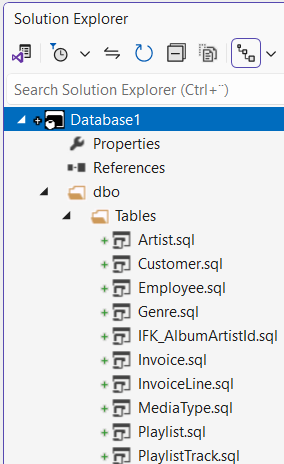 Solution Explorer
Search Solution Explorer (Ctrl+¨)
Database1
Properties
References
dbo
Tables
Artist.sql
Customer.sql
Employee.sql
Genre.sql
IFK_AlbumArtistId.sql
Invoice.sql
InvoiceLine.sql
MediaType.sql
Playlist.sql
PlaylistTrack.sql